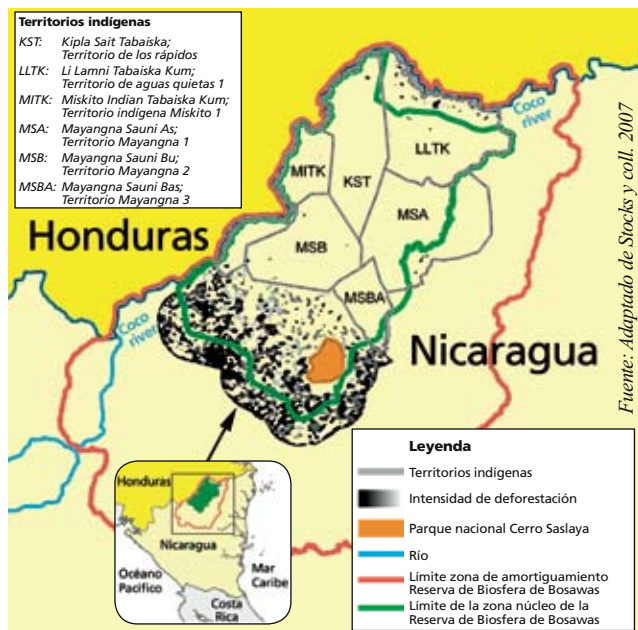 Territorios indígenas
KST: Kipla Sait Tabaiska;
Territorio de los rápidos
LLTK: Li Lamni Tabaiska Kum;
Territorio de aguas quietas 1
MITK: Miskito Indian Tabaiska Kum;
Territorio indígena Miskito 1
MSA: Mayangna Sauni As;
Territorio Mayangna 1
MSB: Mayangna Sauni Bu;
Territorio Mayangna 2
MSBA: Mayangna Sauni Bas;
Territorio Mayangna 3
Honduras
Coco
river
LLTK
MITK
KST
MSA
MSB
MSBA
Coco
river
Nicaragua
Fuente: Adaptado de Stocks y coll. 2007
Honduras
Nicaragua
Océano
Pacífico
Mar
Caribe
Costa
Rica
Leyenda
Territorios indígenas
Intensidad de deforestación
Parque nacional Cerro Saslaya
Río
Límite zona de amortiguamiento
Reserva de Biosfera de Bosawas
Límite de la zona núcleo de la
Reserva de Biosfera de Bosawas